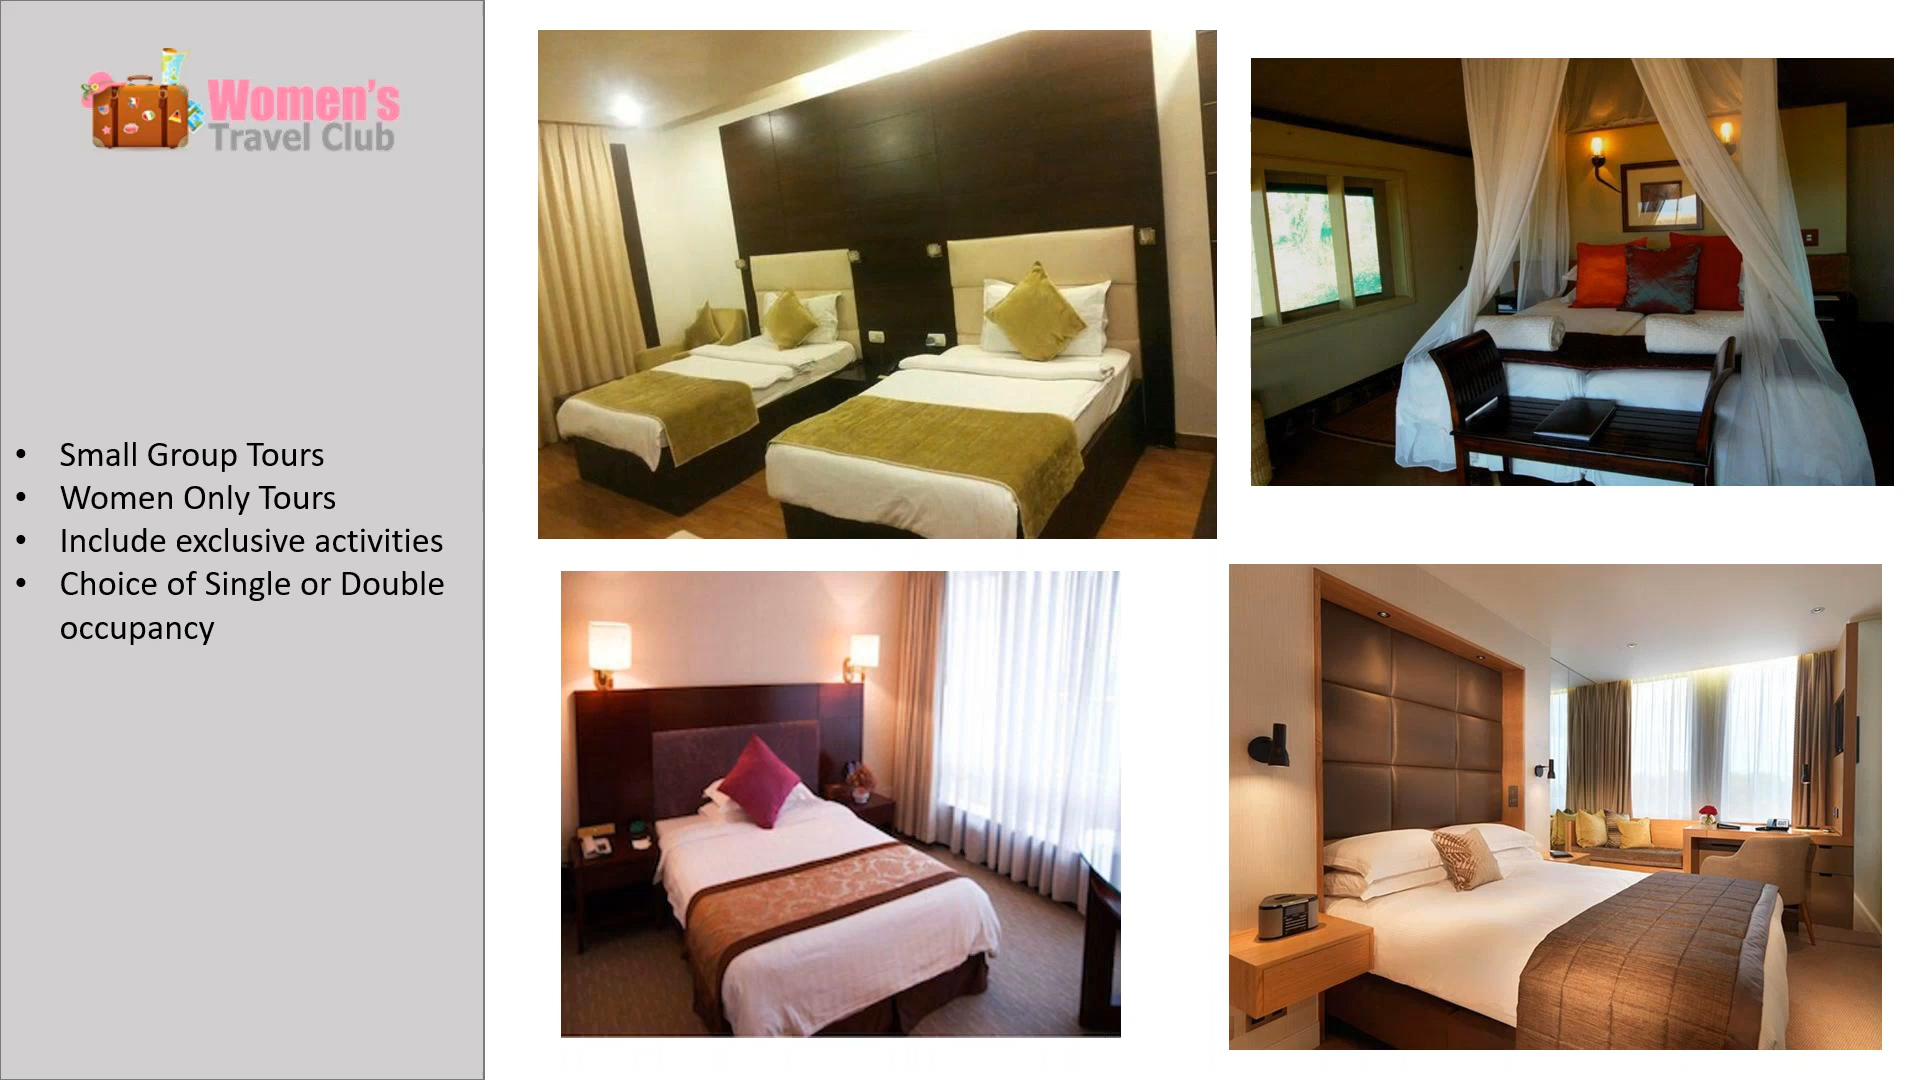 Women's
Travel Club
• Small Group Tours
• Women Only Tours
• Include exclusive activities
• Choice of Single or Double
occupancy